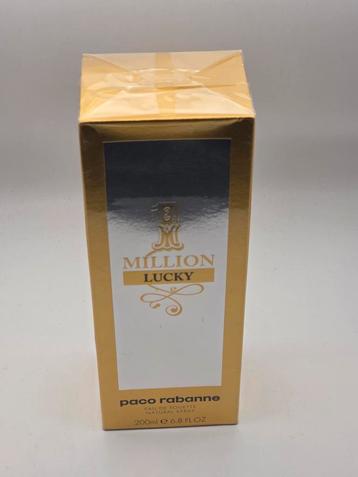 1
M
MILLION
LUCKY
paco rabanne
EAU DE TOILETTE
NATURAL SPRAY
200ml e 6.8 FL.OZ